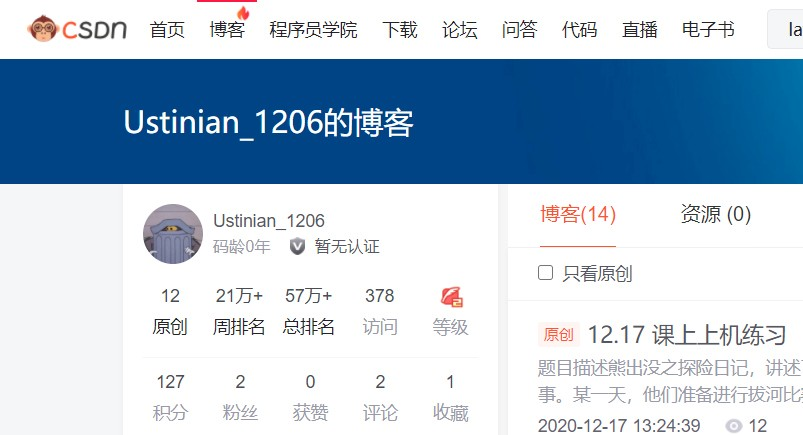 CSDN 首页 博客 程序员学院 下载 论坛 问答 代码 直播 电子书 la
Ustinian_1206的博客
Ustinian_1206
码龄0年 暂无认证
12 21万+ 57万+ 378 2
原创 周排名 总排名 访问 等级
127 2 0 2 1
积分 粉丝 获赞 评论 收藏
博客(14) 资源 (0)
只看原创
原创 12.17 课上上机练习
题目描述熊出没之探险日记，讲述
事。某一天，他们准备进行拔河比
2020-12-17 13:24:39 12